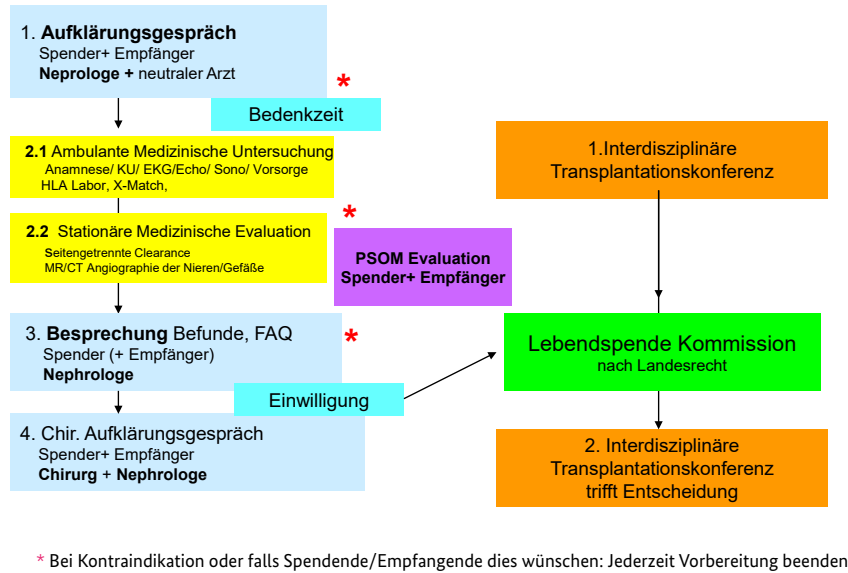 1. Aufklärungsgespräch
Spender+ Empfänger
Neprologe + neutraler Arzt
*
Bedenkzeit
2.1 Ambulante Medizinische Untersuchung
Anamnese/ KU/ EKG/Echo/ Sono/ Vorsorge
HLA Labor, X-Match,
*
2.2 Stationäre Medizinische Evaluation
Seitengetrennte Clearance
MR/CT Angiographie der Nieren/Gefäße
PSOM Evaluation
Spender+ Empfänger
3. Besprechung Befunde, FAQ
Spender (+ Empfänger)
Nephrologe
*
Einwilligung
4. Chir. Aufklärungsgespräch
Spender+ Empfänger
Chirurg + Nephrologe
1.Interdisziplinäre
Transplantationskonferenz
Lebendspende Kommission
nach Landesrecht
2. Interdisziplinäre
Transplantationskonferenz
trifft Entscheidung
* Bei Kontraindikation oder falls Spendende/Empfangende dies wünschen: Jederzeit Vorbereitung beenden